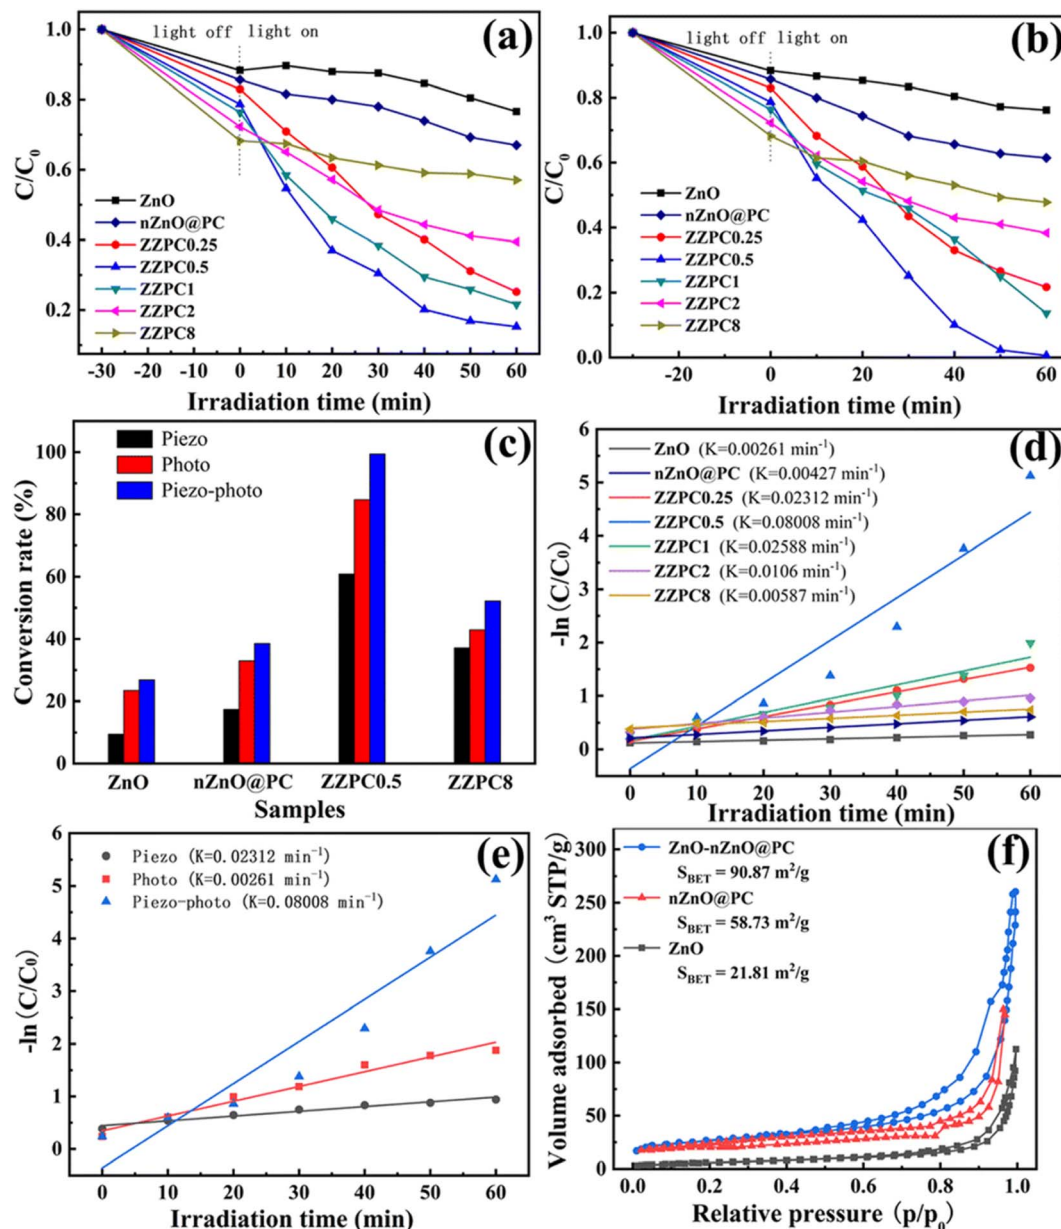 (a)
light off light on
C/C₀
1.0
0.8
0.6
0.4
0.2
ZnO
nZnO@PC
ZZPC0.25
ZZPC0.5
ZZPC1
ZZPC2
ZZPC8
-30 -20 -10 0 10 20 30 40 50 60
Irradiation time (min)
(b)
light off light on
C/C₀
1.0
0.8
0.6
0.4
0.2
0.0
ZnO
nZnO@PC
ZZPC0.25
ZZPC0.5
ZZPC1
ZZPC2
ZZPC8
-20 0 10 20 30 40 50 60
Irradiation time (min)
(c)
Conversion rate (%)
100
80
60
40
20
0
Piezo
Photo
Piezo-photo
ZnO nZnO@PC ZZPC0.5 ZZPC8
Samples
(d)
-ln(C/C₀)
6
5
4
3
2
1
0
ZnO (K=0.00261 min⁻¹)
nZnO@PC (K=0.00427 min⁻¹)
ZZPC0.25 (K=0.02312 min⁻¹)
ZZPC0.5 (K=0.08008 min⁻¹)
ZZPC1 (K=0.02588 min⁻¹)
ZZPC2 (K=0.0106 min⁻¹)
ZZPC8 (K=0.00587 min⁻¹)
0 10 20 30 40 50 60
Irradiation time (min)
(e)
-ln(C/C₀)
6
5
4
3
2
1
0
Piezo (K=0.02312 min⁻¹)
Photo (K=0.00261 min⁻¹)
Piezo-photo (K=0.08008 min⁻¹)
0 10 20 30 40 50 60
Irradiation time (min)
(f)
Volume adsorbed (cm³ STP/g)
300
250
200
150
100
50
0
ZnO-nZnO@PC
S_BET = 90.87 m²/g
nZnO@PC
S_BET = 58.73 m²/g
ZnO
S_BET = 21.81 m²/g
0.0 0.2 0.4 0.6 0.8 1.0
Relative pressure (p/p₀)